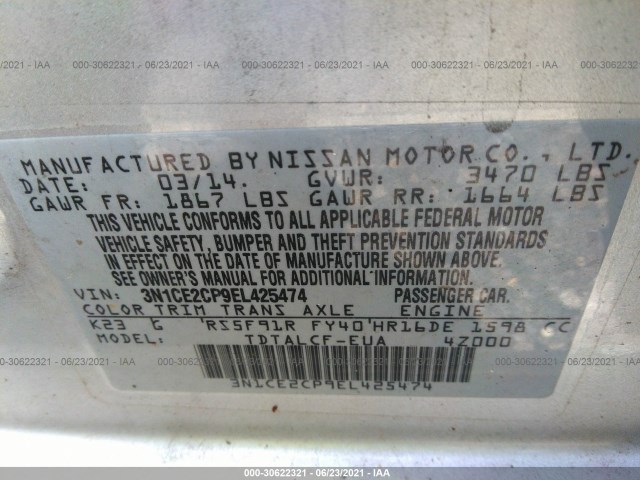 000-30622321 - 06/23/2021 - IAA
MANUFACTURED BY NISSAN MOTOR CO., LTD.
DATE: 03/14. GVWR: 3470 LBS
GAWR FR: 1867 LBS GAWR RR: 1664 LBS
THIS VEHICLE CONFORMS TO ALL APPLICABLE FEDERAL MOTOR
VEHICLE SAFETY, BUMPER AND THEFT PREVENTION STANDARDS
IN EFFECT ON THE DATE OF MANUFACTURE SHOWN ABOVE.
SEE OWNER'S MANUAL FOR ADDITIONAL INFORMATION.
VIN: 3N1CE2CP9EL425474 PASSENGER CAR.
COLOR TRIM TRANS AXLE ENGINE
K23 G RS5F91R FY40 HR16DE 1598 CC
MODEL: TDTALCF-EUA 4Z000
3N1CE2CP9EL425474
000-30622321 - 06/23/2021 - IAA